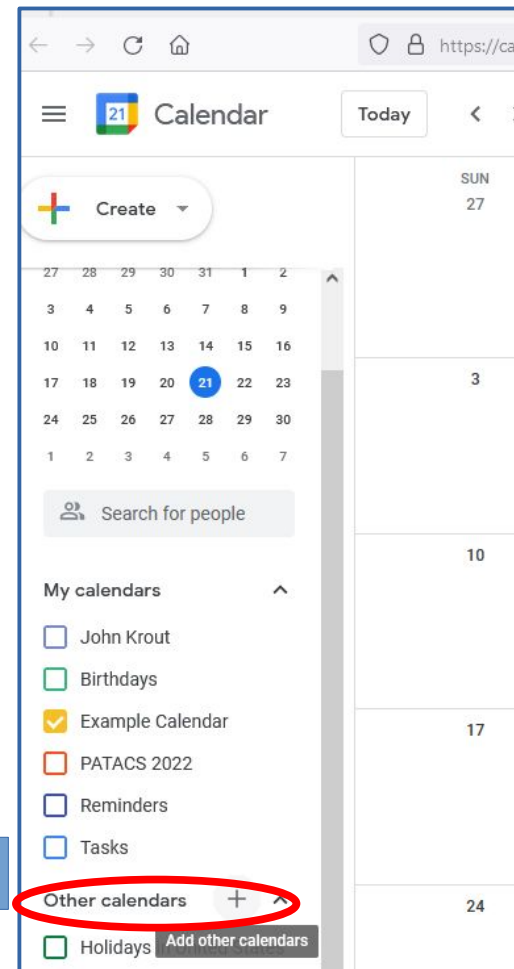 https://ca
21 Calendar Today
SUN
27
Create
27 28 29 30 31 1 2
3 4 5 6 7 8 9
10 11 12 13 14 15 16
17 18 19 20 21 22 23
24 25 26 27 28 29 30
1 2 3 4 5 6 7
3
Search for people
10
My calendars
John Krout
Birthdays
Example Calendar
17
PATACS 2022
Reminders
Tasks
Other calendars
24
Add other calendars
Holidays